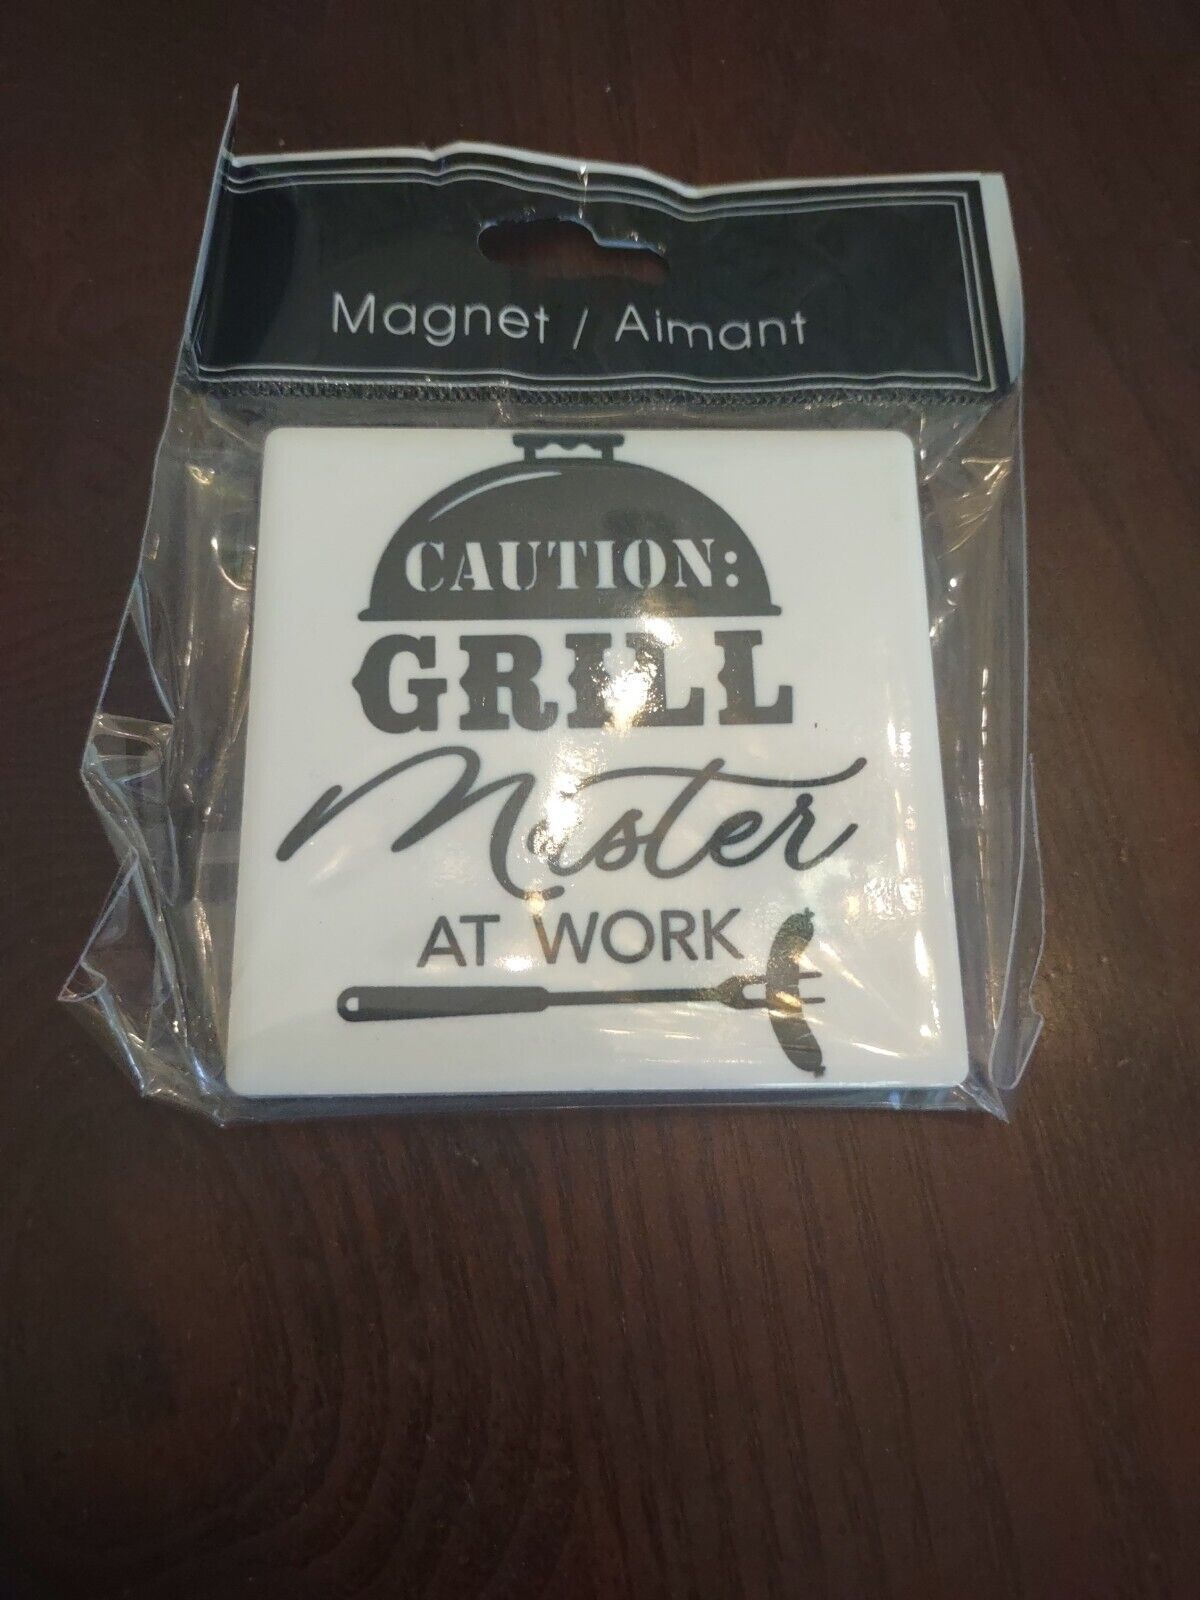 Magnet / Aimant
CAUTION:
GRILL
Master
AT WORK